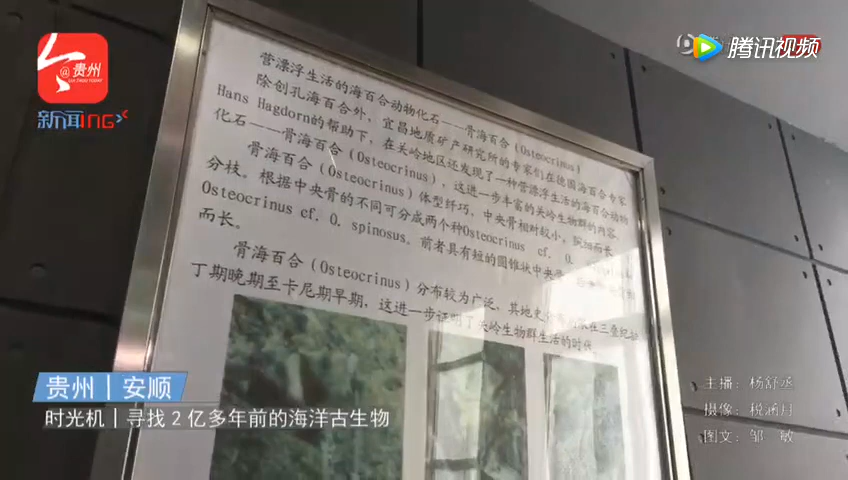 @贵州
新闻ING
腾讯视频
营漂浮生活的海百合动物化石——骨海百合(Osteocrinus)
除创孔海百合外，宜昌地质矿产研究所的专家们在德国海百合专家
Hans Hagdorn的帮助下，在关岭地区还发现了一种营漂浮生活的海百合动物
化石——骨海百合(Osteocrinus)，这进一步丰富的关岭生物群的内容。
骨海百合(Osteocrinus)体型纤巧，中央骨相对较小，腕细而长
分枝。根据中央骨的不同可分成两个种Osteocrinus cf. O.
Osteocrinus cf. O. spinosus。前者具有短的圆锥状中央骨
而长。
骨海百合(Osteocrinus)分布较为广泛，其地史分布 在三叠纪拉
丁期晚期至卡尼期早期，这进一步证明了关岭生物群生活的时代。
贵州|安顺
时光机|寻找2亿多年前的海洋古生物
主播：杨舒丞
摄像：税涵月
图文：邹 敏